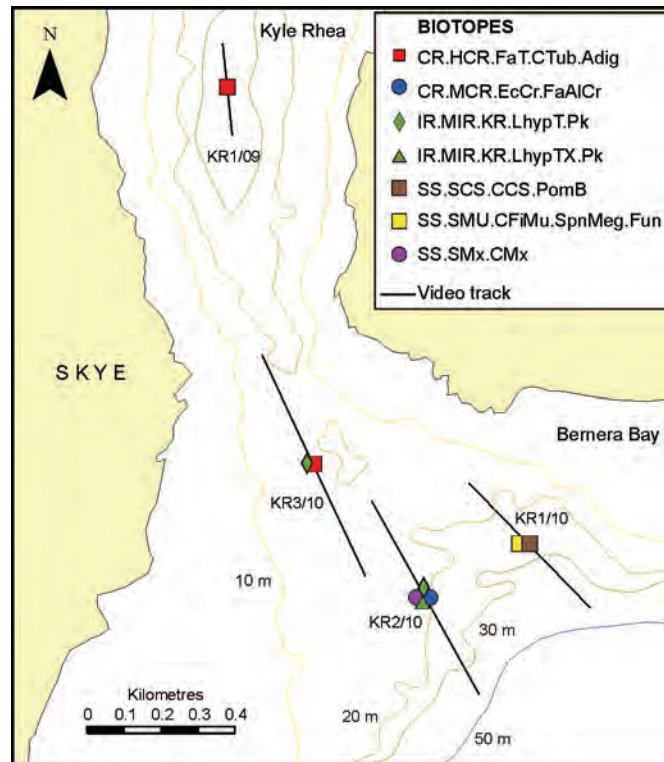 Kyle Rhea
N
BIOTOPES
CR.HCR.FaT.CTub.Adig
CR.MCR.EcCr.FaAlCr
IR.MIR.KR.LhypT.Pk
IR.MIR.KR.LhypTX.Pk
SS.SCS.CCS.PomB
SS.SMU.CFiMu.SpnMeg.Fun
SS.SMx.CMx
Video track
KR1/09
SKYE
Bernera Bay
KR3/10
KR1/10
10 m
KR2/10
30 m
Kilometres
0 0.1 0.2 0.3 0.4
20 m
50 m